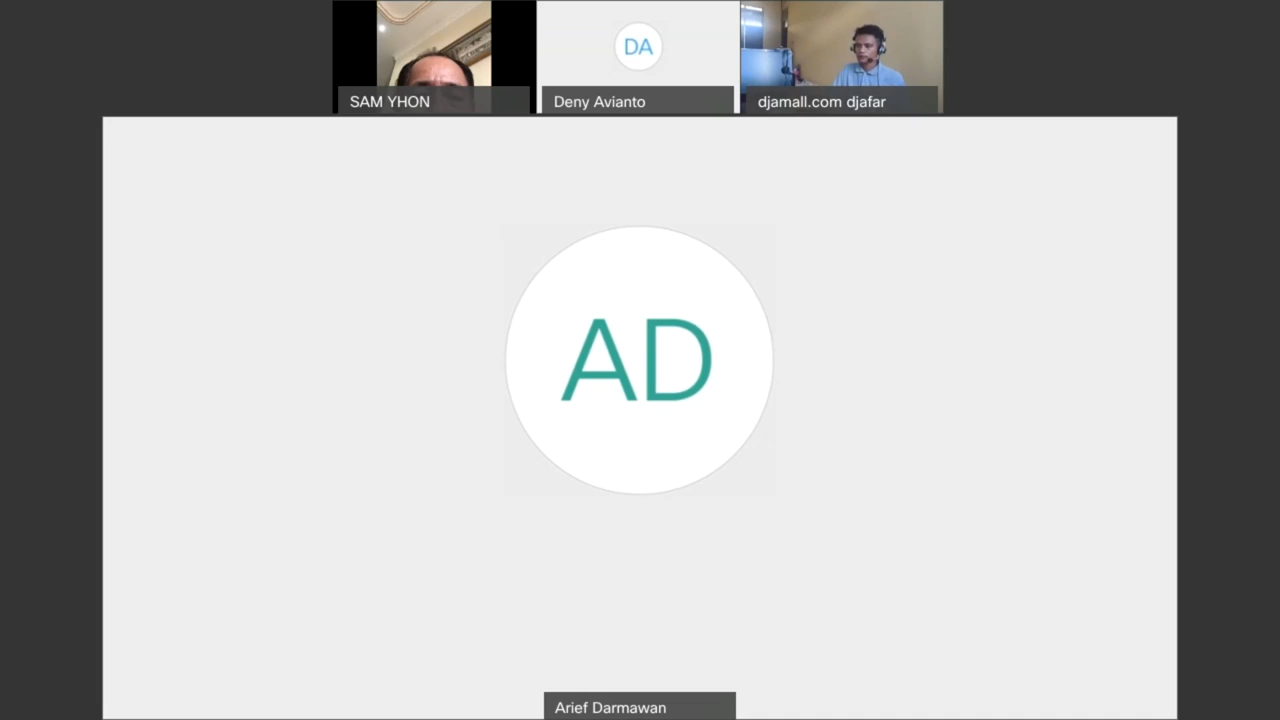 SAM YHON
DA
Deny Avianto
djamall.com djafar
AD
Arief Darmawan